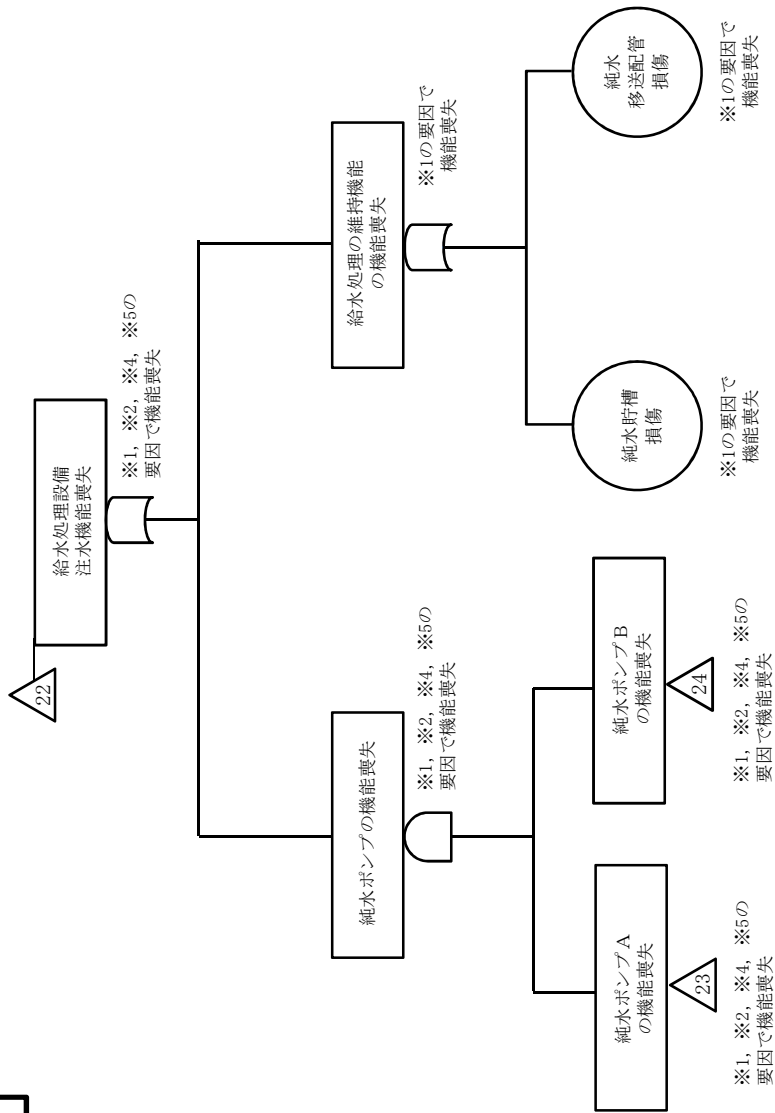 22
給水処理設備
注水機能喪失
※1, ※2, ※4, ※5の
要因で機能喪失
純水ポンプの機能喪失
※1, ※2, ※4, ※5の
要因で機能喪失
給水処理の維持機能
の機能喪失
※1の要因で
機能喪失
純水ポンプA
の機能喪失
23
※1, ※2, ※4, ※5の
要因で機能喪失
純水ポンプB
の機能喪失
24
※1, ※2, ※4, ※5の
要因で機能喪失
純水貯槽
損傷
※1の要因で
機能喪失
純水
移送配管
損傷
※1の要因で
機能喪失